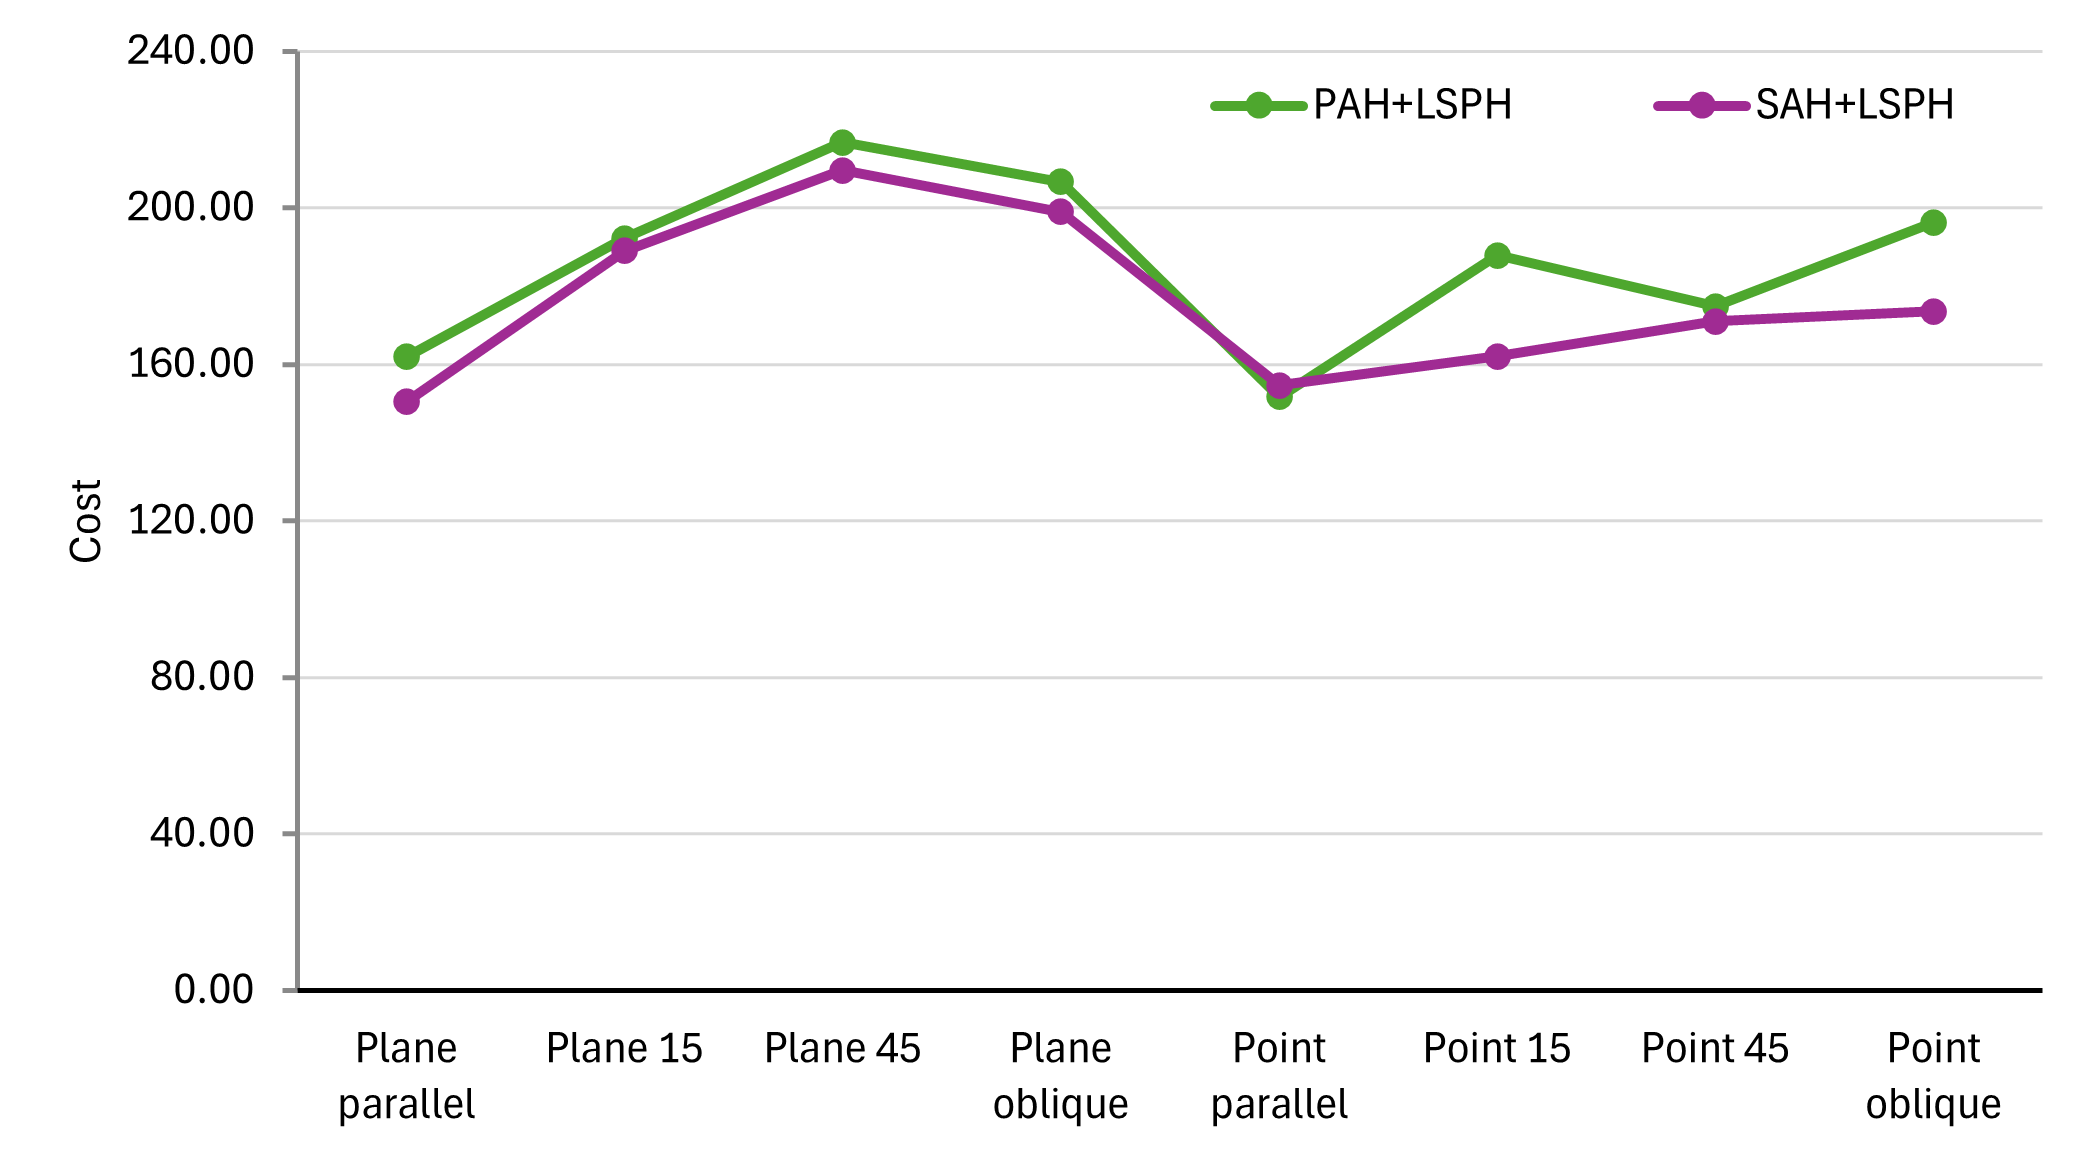 240.00
PAH+LSPH
SAH+LSPH
200.00
160.00
120.00
80.00
40.00
0.00
Cost
Plane parallel
Plane 15
Plane 45
Plane oblique
Point parallel
Point 15
Point 45
Point oblique